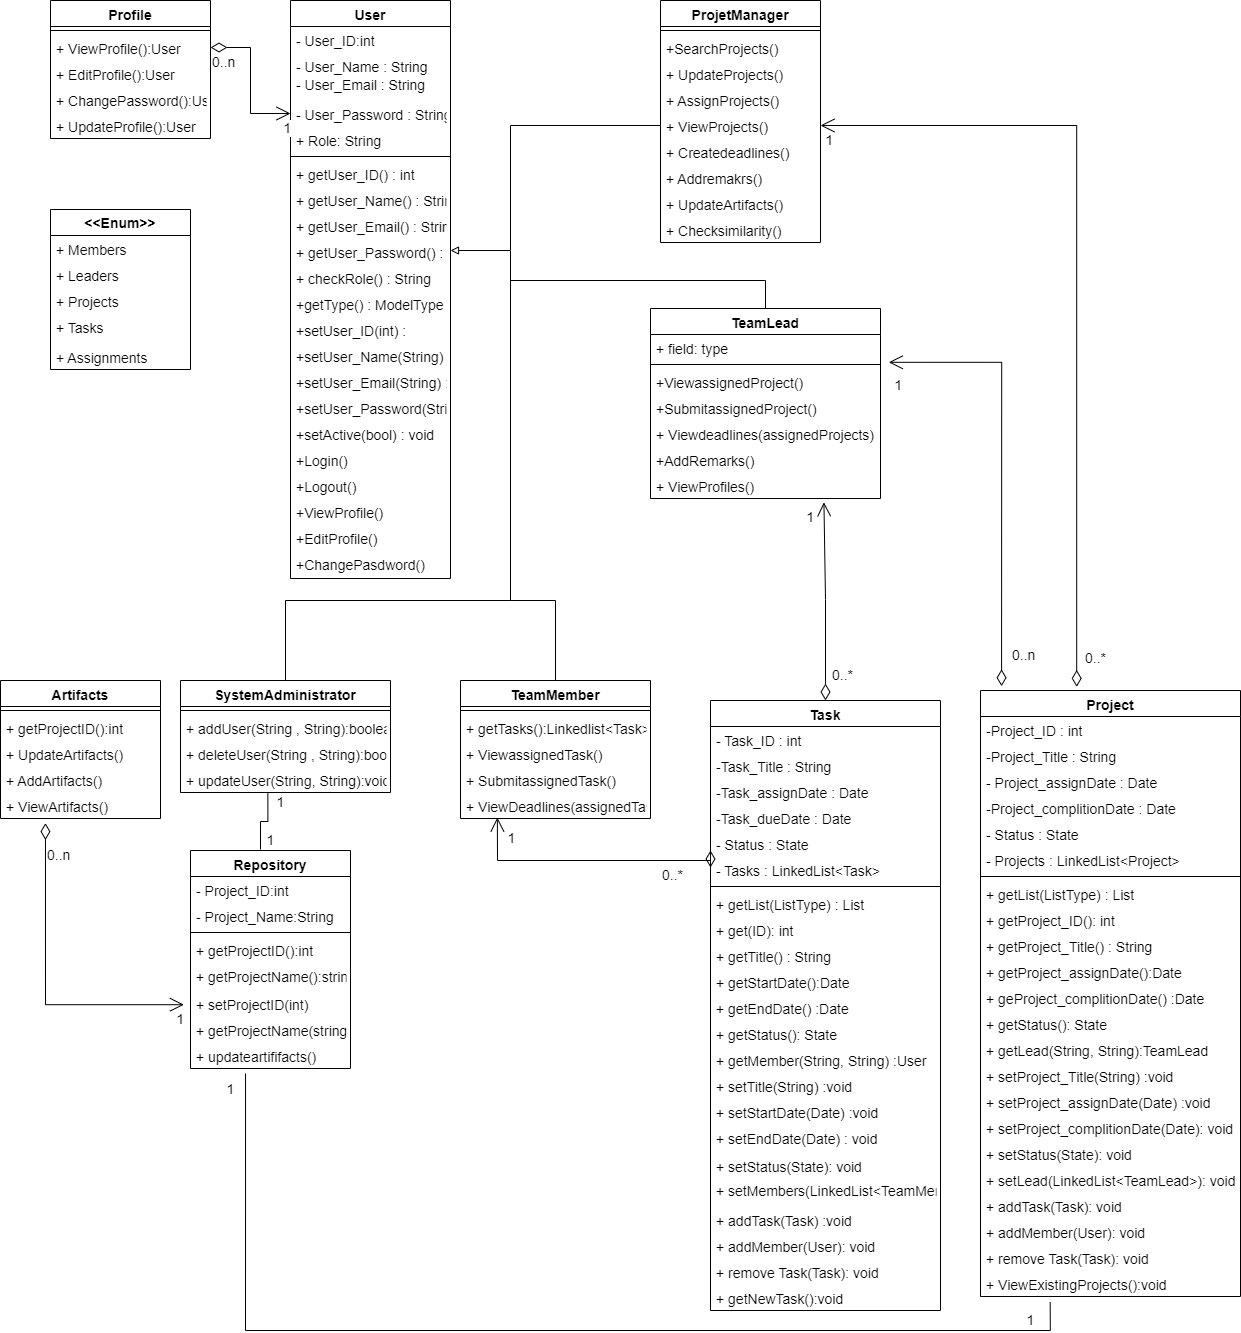 Profile
+ ViewProfile():User
+ EditProfile():User
+ ChangePassword():Us
+ UpdateProfile():User
0..n
1
User
- User_ID:int
- User_Name : String
- User_Email : String
- User_Password : String
+ Role: String
+ getUser_ID() : int
+ getUser_Name() : Strin
+ getUser_Email() : Strin
+ getUser_Password() :
+ checkRole() : String
+getType() : ModelType
+setUser_ID(int) :
+setUser_Name(String)
+setUser_Email(String) :
+setUser_Password(Stri
+setActive(bool) : void
+Login()
+Logout()
+ViewProfile()
+EditProfile()
+ChangePasdword()
ProjetManager
+SearchProjects()
+ UpdateProjects()
+ AssignProjects()
+ ViewProjects()
+ Createdeadlines()
+ Addremakrs()
+ UpdateArtifacts()
+ Checksimilarity()
1
<<Enum>>
+ Members
+ Leaders
+ Projects
+ Tasks
+ Assignments
TeamLead
+ field: type
+ViewassignedProject()
+SubmitassignedProject()
+ Viewdeadlines(assignedProjects)
+AddRemarks()
+ ViewProfiles()
1
1
0..n
0..*
0..*
Artifacts
+ getProjectID():int
+ UpdateArtifacts()
+ AddArtifacts()
+ ViewArtifacts()
0..n
1
SystemAdministrator
+ addUser(String , String):boolea
+ deleteUser(String , String):boo
+ updateUser(String, String):void
1
1
TeamMember
+ getTasks():Linkedlist<Task>
+ ViewassignedTask()
+ SubmitassignedTask()
+ ViewDeadlines(assignedTa
1
0..*
Repository
- Project_ID:int
- Project_Name:String
+ getProjectID():int
+ getProjectName():strin
+ setProjectID(int)
+ getProjectName(string
+ updateartififacts()
1
Task
- Task_ID : int
-Task_Title : String
-Task_assignDate : Date
-Task_dueDate : Date
- Status : State
- Tasks : LinkedList<Task>
+ getList(ListType) : List
+ get(ID): int
+ getTitle() : String
+ getStartDate():Date
+ getEndDate() :Date
+ getStatus(): State
+ getMember(String, String) :User
+ setTitle(String) :void
+ setStartDate(Date) :void
+ setEndDate(Date) : void
+ setStatus(State): void
+ setMembers(LinkedList<TeamMe
+ addTask(Task) :void
+ addMember(User): void
+ remove Task(Task): void
+ getNewTask():void
Project
-Project_ID : int
-Project_Title : String
- Project_assignDate : Date
-Project_complitionDate : Date
- Status : State
- Projects : LinkedList<Project>
+ getList(ListType) : List
+ getProject_ID(): int
+ getProject_Title() : String
+ getProject_assignDate():Date
+ geProject_complitionDate() :Date
+ getStatus(): State
+ getLead(String, String):TeamLead
+ setProject_Title(String) :void
+ setProject_assignDate(Date) :void
+ setProject_complitionDate(Date): void
+ setStatus(State): void
+ setLead(LinkedList<TeamLead>): void
+ addTask(Task): void
+ addMember(User): void
+ remove Task(Task): void
+ ViewExistingProjects():void
1